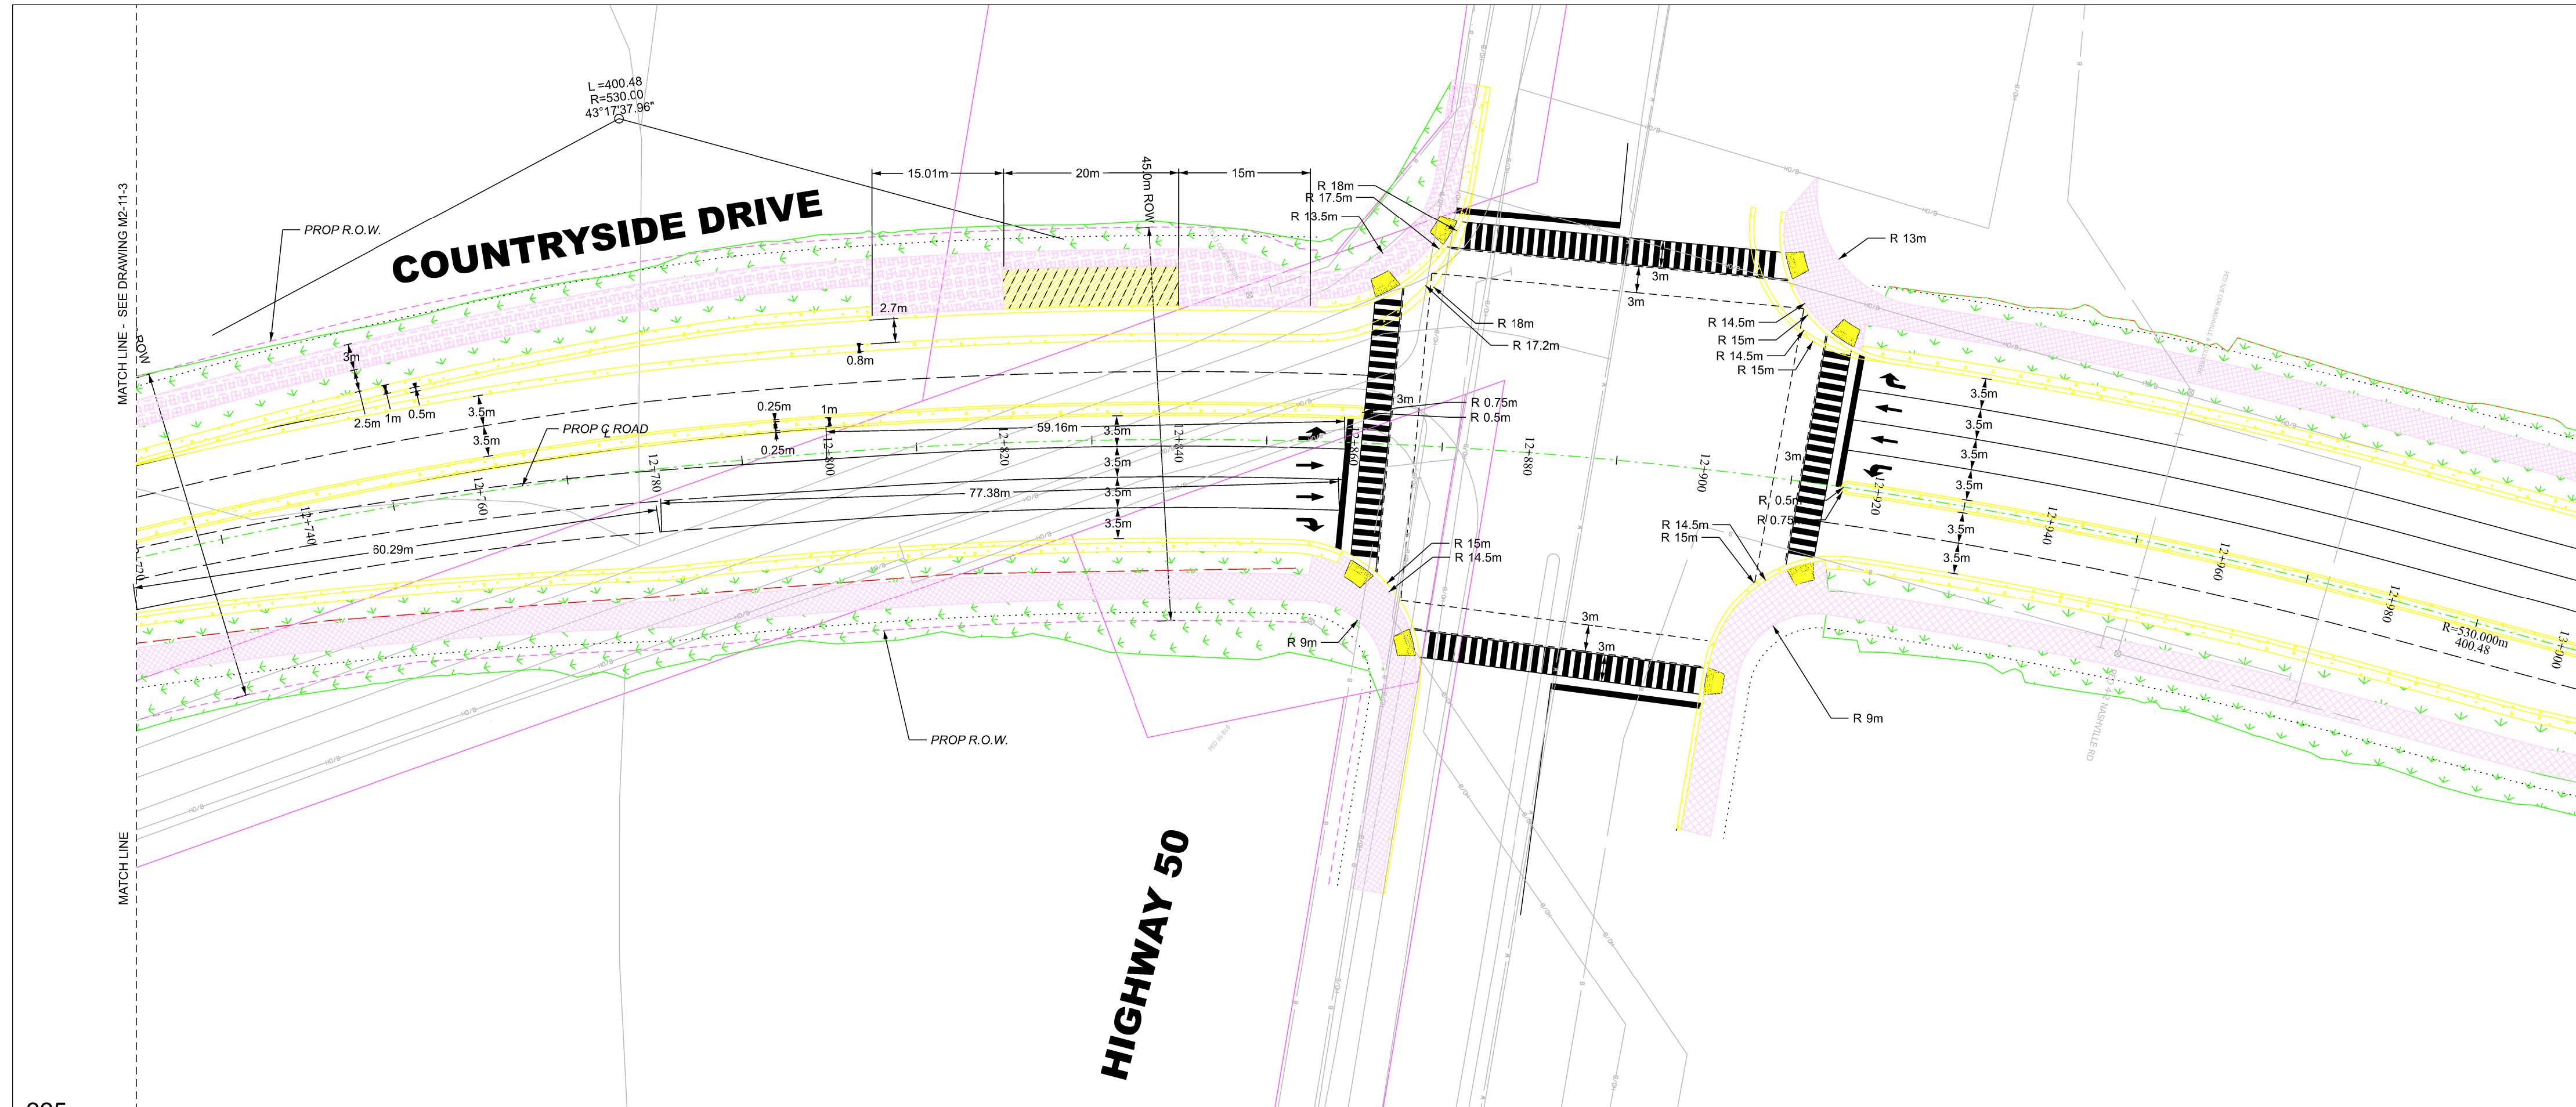 L =400.48
R=530.00
43°17'37.96"
MATCH LINE - SEE DRAWING M2-11-3
PROP R.O.W.
COUNTRYSIDE DRIVE
15.01m
20m
15m
45.0m ROW
R 18m
R 17.5m
R 13.5m
3m
3m
R 13m
2.7m
0.8m
R 18m
R 17.2m
R 14.5m
R 15m
R 14.5m
R 15m
ROW
3m
2.5m
1m
0.5m
3.5m
3.5m
PROP ℄ ROAD
0.25m
0.25m
1m
59.16m
3.5m
3.5m
3.5m
3.5m
3m
R 0.75m
R 0.5m
3m
R 0.5m
R 0.75m
3.5m
3.5m
3.5m
3.5m
3.5m
3.5m
12+740
12+760
12+780
12+800
12+820
12+840
12+860
12+880
12+900
12+920
12+940
12+960
12+980
13+000
77.38m
60.29m
R 14.5m
R 15m
R 15m
R 14.5m
R 9m
3m
3m
R 9m
R=530.000m
400.48
PROP R.O.W.
MATCH LINE
HIGHWAY 50